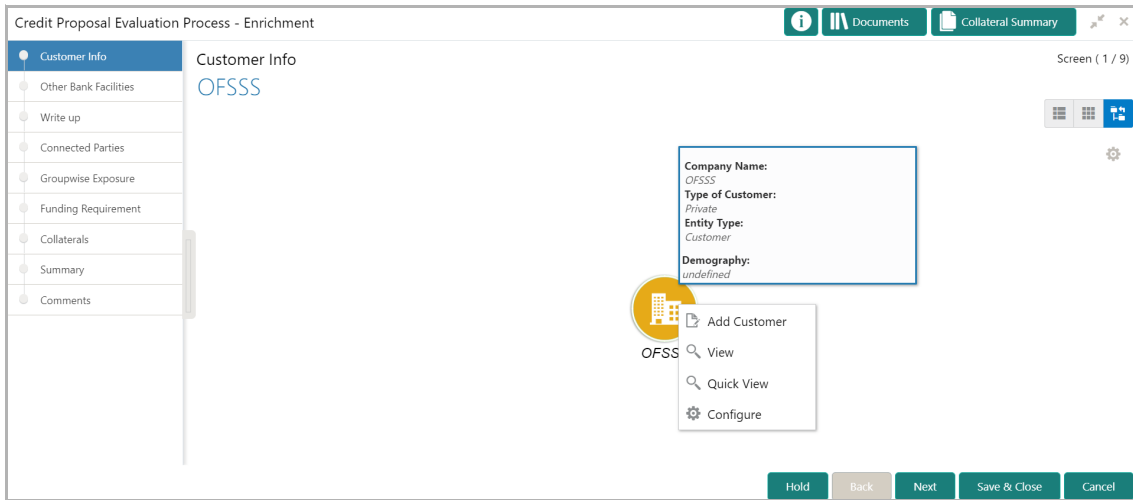 Credit Proposal Evaluation Process - Enrichment
Documents
Collateral Summary
Customer Info
Other Bank Facilities
Write up
Connected Parties
Groupwise Exposure
Funding Requirement
Collaterals
Summary
Comments
Customer Info
Screen ( 1 / 9)
OFSSS
Company Name:
OFSSS
Type of Customer:
Private
Entity Type:
Customer
Demography:
undefined
OFSS
Add Customer
View
Quick View
Configure
Hold
Back
Next
Save & Close
Cancel